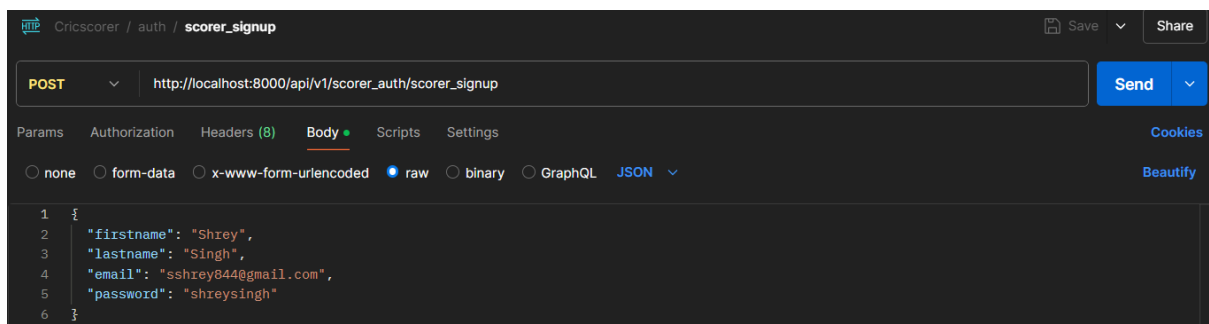 HTTP Cricscorer / auth / scorer_signup Save Share
POST http://localhost:8000/api/v1/scorer_auth/scorer_signup Send
Params Authorization Headers (8) Body Scripts Settings Cookies
none form-data x-www-form-urlencoded raw binary GraphQL JSON Beautify
1 {
2 "firstname": "Shrey",
3 "lastname": "Singh",
4 "email": "sshrey844@gmail.com",
5 "password": "shreysingh"
6 }